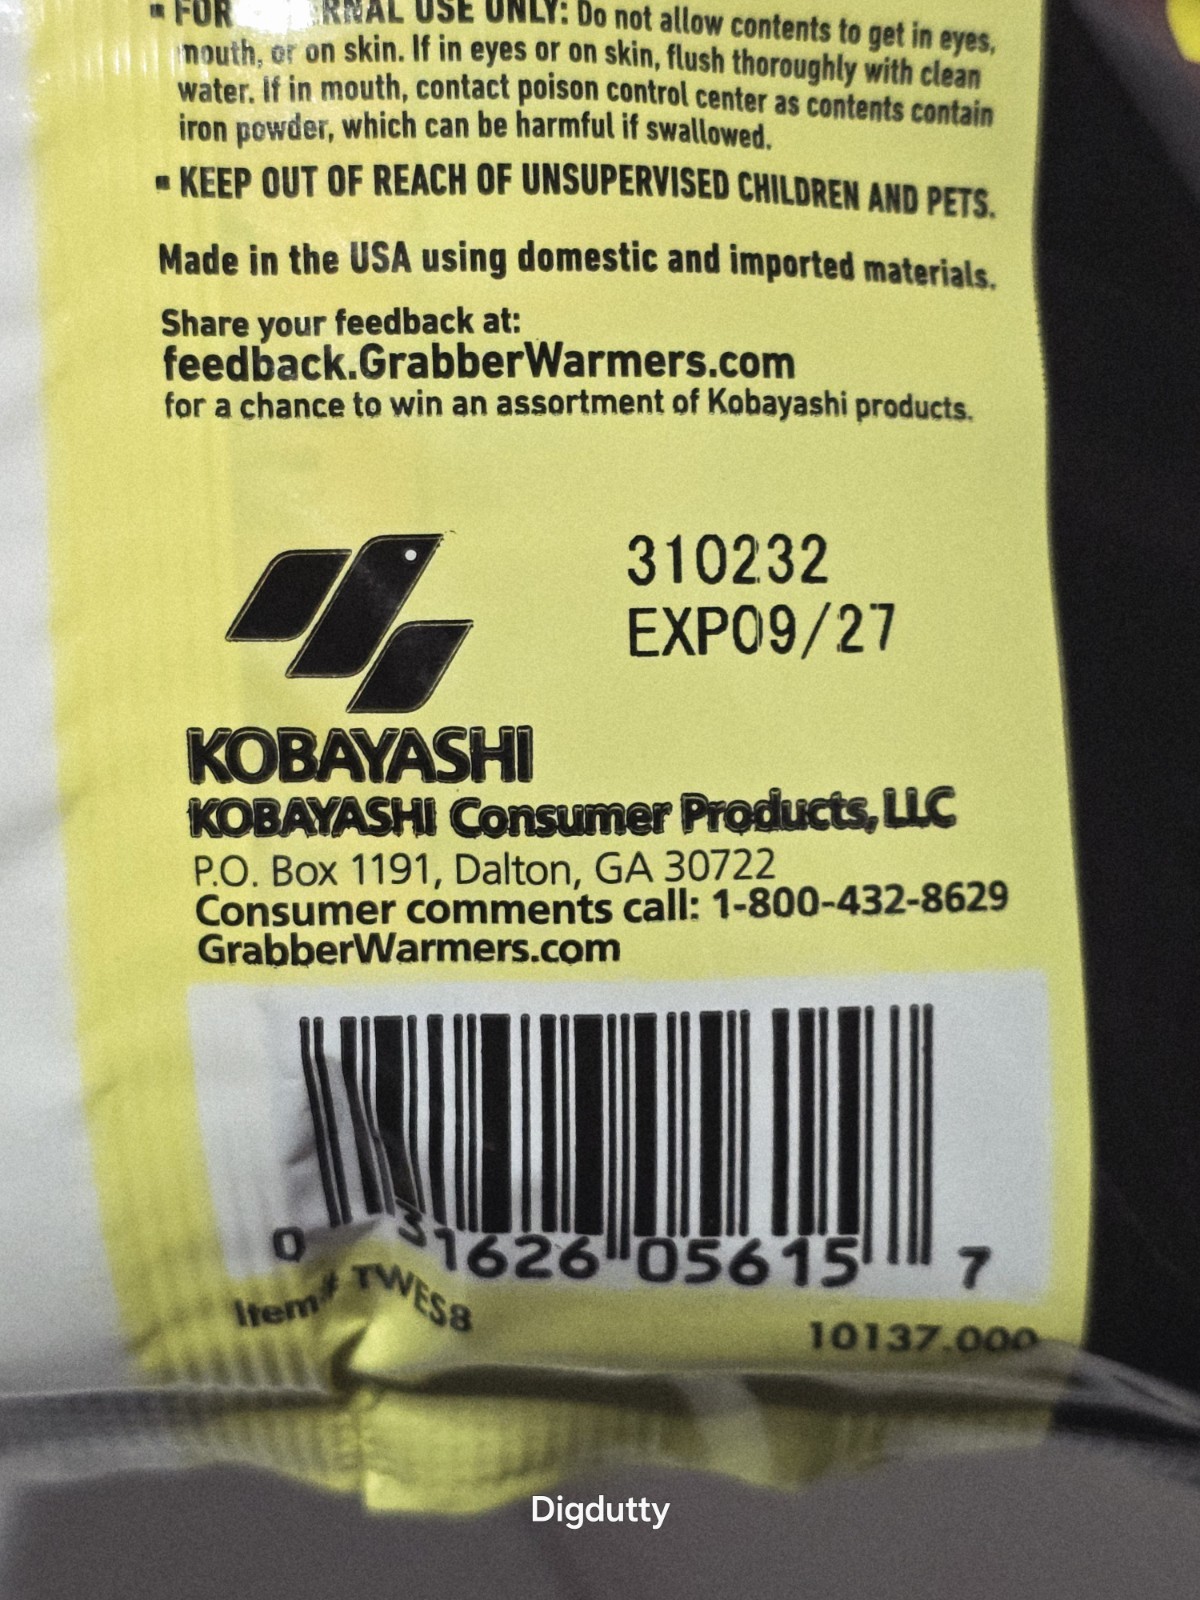 ▪ FOR EXTERNAL USE ONLY: Do not allow contents to get in eyes,
mouth, or on skin. If in eyes or on skin, flush thoroughly with clean
water. If in mouth, contact poison control center as contents contain
iron powder, which can be harmful if swallowed.
▪ KEEP OUT OF REACH OF UNSUPERVISED CHILDREN AND PETS.
Made in the USA using domestic and imported materials.
Share your feedback at:
feedback.GrabberWarmers.com
for a chance to win an assortment of Kobayashi products.
310232
EXP09/27
KOBAYASHI
KOBAYASHI Consumer Products, LLC
P.O. Box 1191, Dalton, GA 30722
Consumer comments call: 1-800-432-8629
GrabberWarmers.com
0 31626 05615 7
Item# TWES8
10137.000
Digdutty